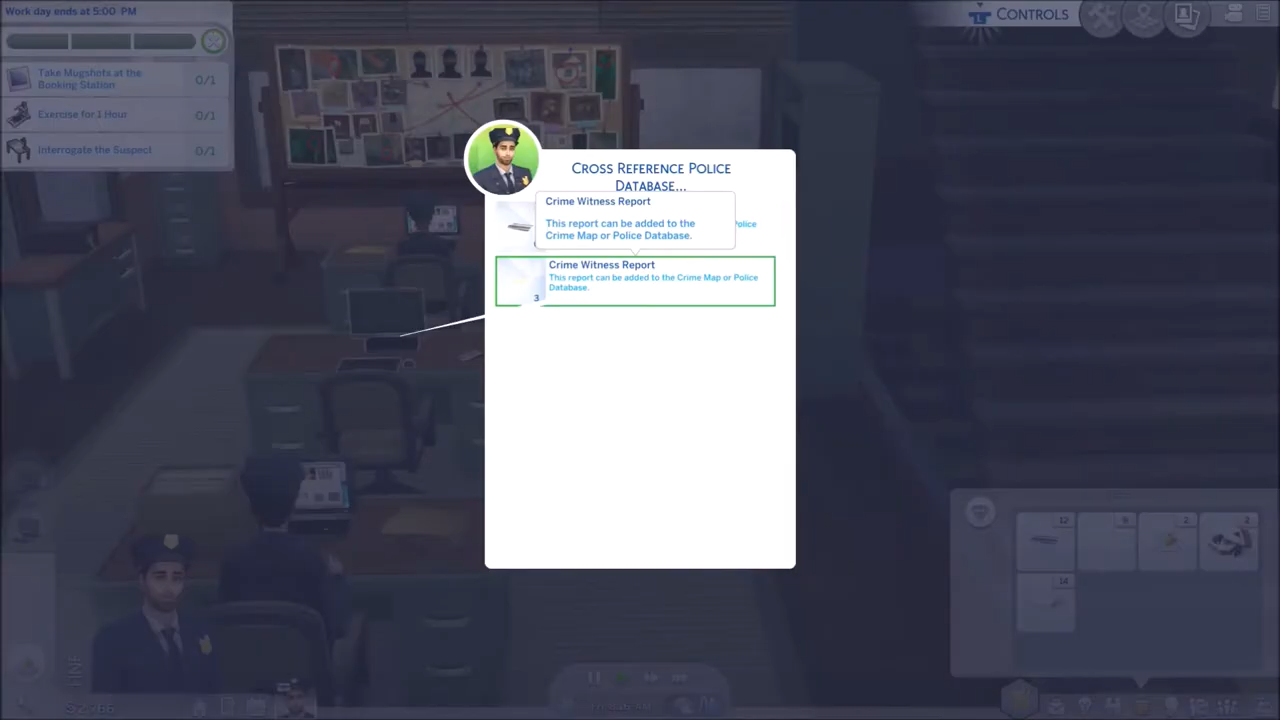 Work day ends at 5:00 PM
CONTROLS
Take Mugshots at the
Booking Station
0/1
Exercise for 1 Hour
0/1
Interrogate the Suspect
0/1
CROSS REFERENCE POLICE
DATABASE...
Crime Witness Report
This report can be added to the
Crime Map or Police Database.
Police
Crime Witness Report
This report can be added to the Crime Map or Police
Database.
3
12
9
2
2
14
FINE